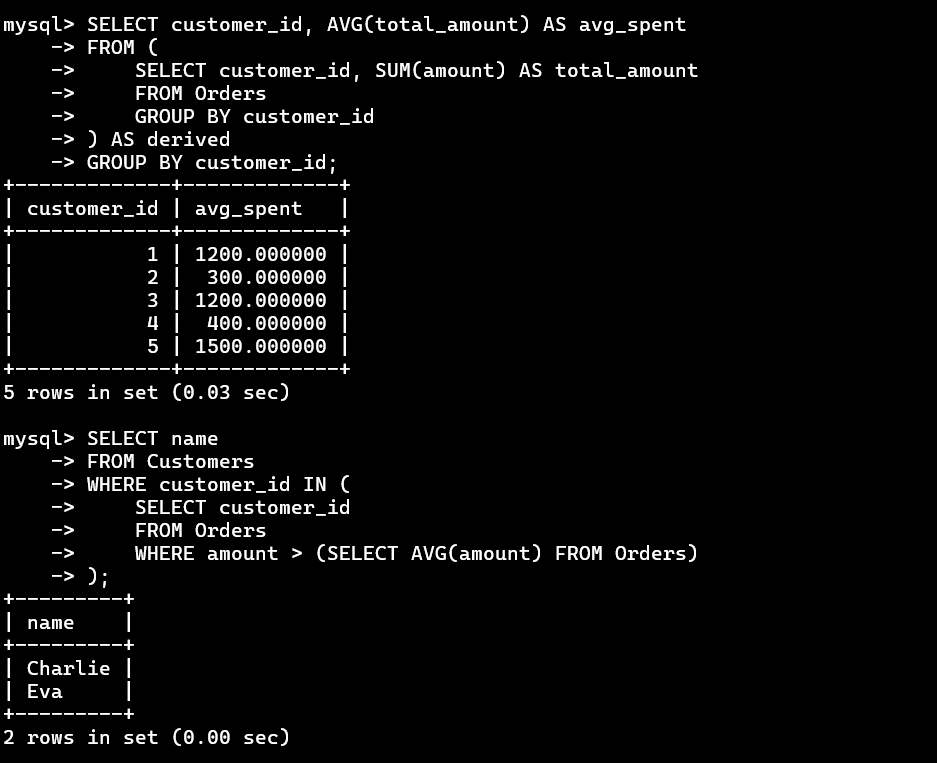 mysql> SELECT customer_id, AVG(total_amount) AS avg_spent
    -> FROM (
    ->     SELECT customer_id, SUM(amount) AS total_amount
    ->     FROM Orders
    ->     GROUP BY customer_id
    -> ) AS derived
    -> GROUP BY customer_id;
+-------------+-------------+
| customer_id | avg_spent   |
+-------------+-------------+
|           1 | 1200.000000 |
|           2 |  300.000000 |
|           3 | 1200.000000 |
|           4 |  400.000000 |
|           5 | 1500.000000 |
+-------------+-------------+
5 rows in set (0.03 sec)

mysql> SELECT name
    -> FROM Customers
    -> WHERE customer_id IN (
    ->     SELECT customer_id
    ->     FROM Orders
    ->     WHERE amount > (SELECT AVG(amount) FROM Orders)
    -> );
+---------+
| name    |
+---------+
| Charlie |
| Eva     |
+---------+
2 rows in set (0.00 sec)